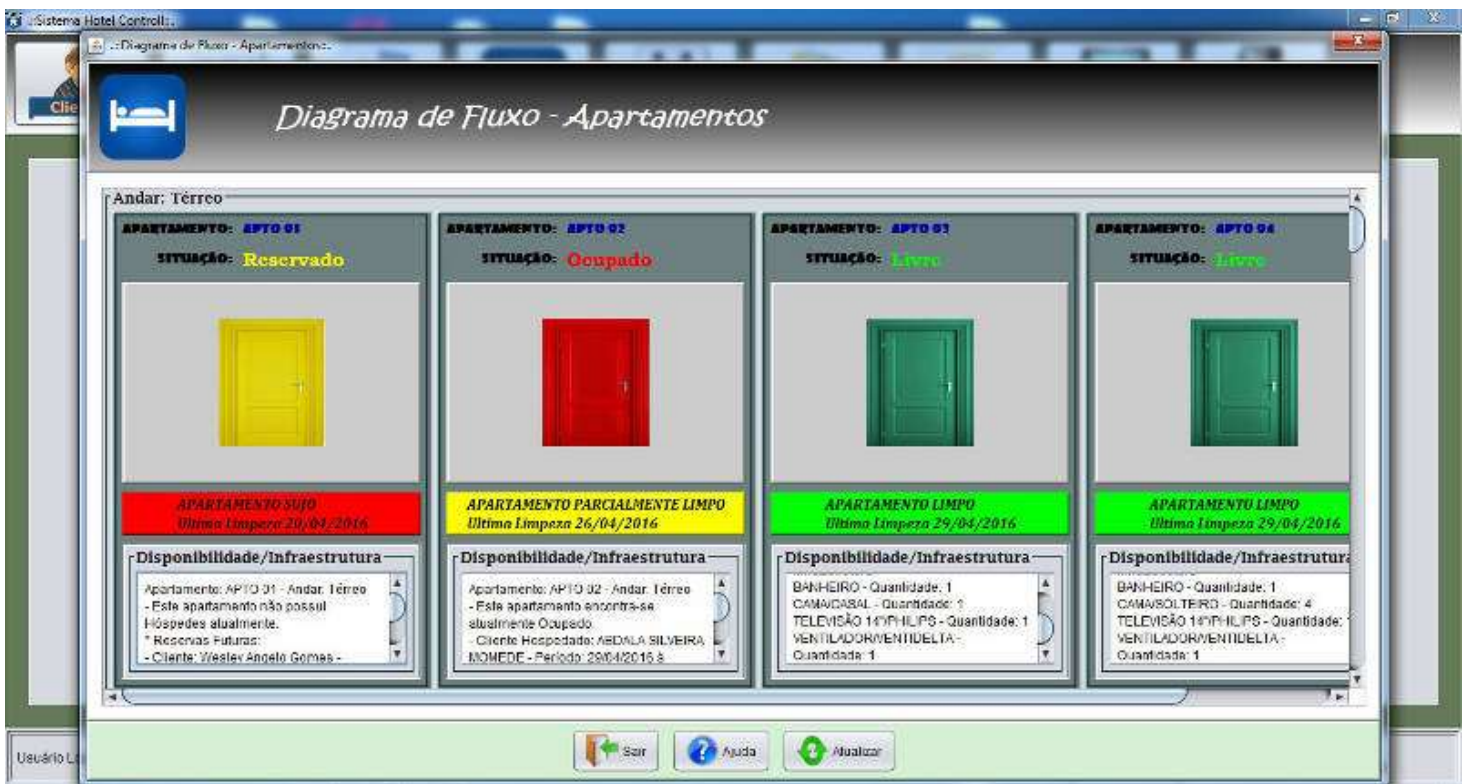 .:Sistema Hotel Controll:.
.:Diagrama de Fluxo - Apartamentos:.
Clie
Diagrama de Fluxo - Apartamentos
Andar: Térreo
APARTAMENTO: APTO 01
SITUAÇÃO: Reservado
APARTAMENTO SUJO
Ultima Limpeza 20/04/2016
Disponibilidade/Infraestrutura
Apartamento: APTO 01 - Andar: Térreo
- Este apartamento não possui
Hóspedes atualmente.
* Reservas Futuras:
- Cliente: Wesley Angelo Gomes -
APARTAMENTO: APTO 02
SITUAÇÃO: Ocupado
APARTAMENTO PARCIALMENTE LIMPO
Ultima Limpeza 26/04/2016
Disponibilidade/Infraestrutura
Apartamento: APTO 02 - Andar: Térreo
- Este apartamento encontra-se
atualmente Ocupado.
- Cliente Hospedado: ABDALA SILVEIRA
MOMEDE - Período: 29/04/2016 à
APARTAMENTO: APTO 03
SITUAÇÃO: Livre
APARTAMENTO LIMPO
Ultima Limpeza 29/04/2016
Disponibilidade/Infraestrutura
BANHEIRO - Quantidade: 1
CAMA/CASAL - Quantidade: 1
TELEVISÃO 14"/PHILIPS - Quantidade: 1
VENTILADOR/VENTIDELTA -
Quantidade: 1
APARTAMENTO: APTO 04
SITUAÇÃO: Livre
APARTAMENTO LIMPO
Ultima Limpeza 29/04/2016
Disponibilidade/Infraestrutura
BANHEIRO - Quantidade: 1
CAMA/SOLTEIRO - Quantidade: 4
TELEVISÃO 14"/PHILIPS - Quantidade:
VENTILADOR/VENTIDELTA -
Quantidade: 1
Sair
Ajuda
Atualizar
Usuário Lo